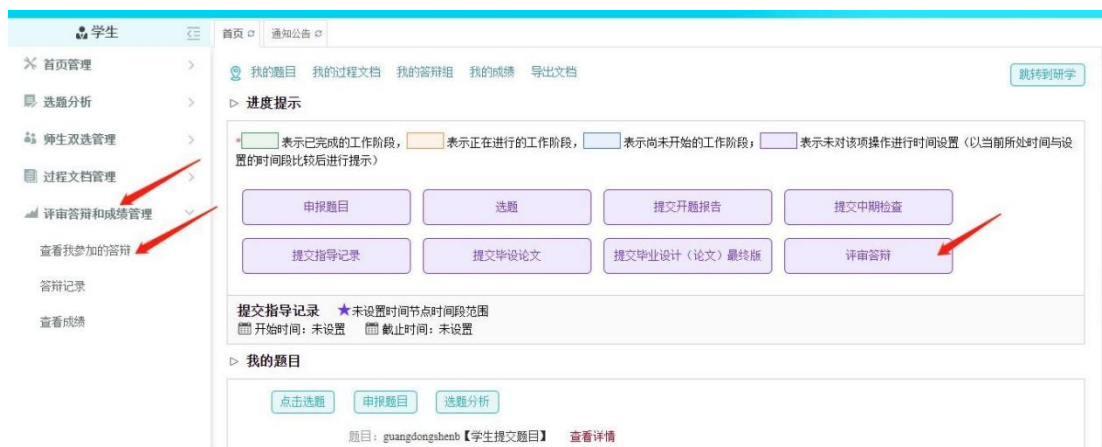 学生
首页 通知公告
首页管理
选题分析
师生双选管理
过程文档管理
评审答辩和成绩管理
查看我参加的答辩
答辩记录
查看成绩
我的题目 我的过程文档 我的答辩组 我的成绩 导出文档
跳转到研学
进度提示
* 表示已完成的工作阶段， 表示正在进行的工作阶段， 表示尚未开始的工作阶段； 表示未对该项操作进行时间设置（以当前所处时间与设
置的时间段比较后进行提示）
申报题目 选题 提交开题报告 提交中期检查
提交指导记录 提交毕设论文 提交毕业设计（论文）最终版 评审答辩
提交指导记录 ★未设置时间节点时间段范围
开始时间：未设置 截止时间：未设置
我的题目
点击选题 申报题目 选题分析
题目：guangdongshenb【学生提交题目】 查看详情